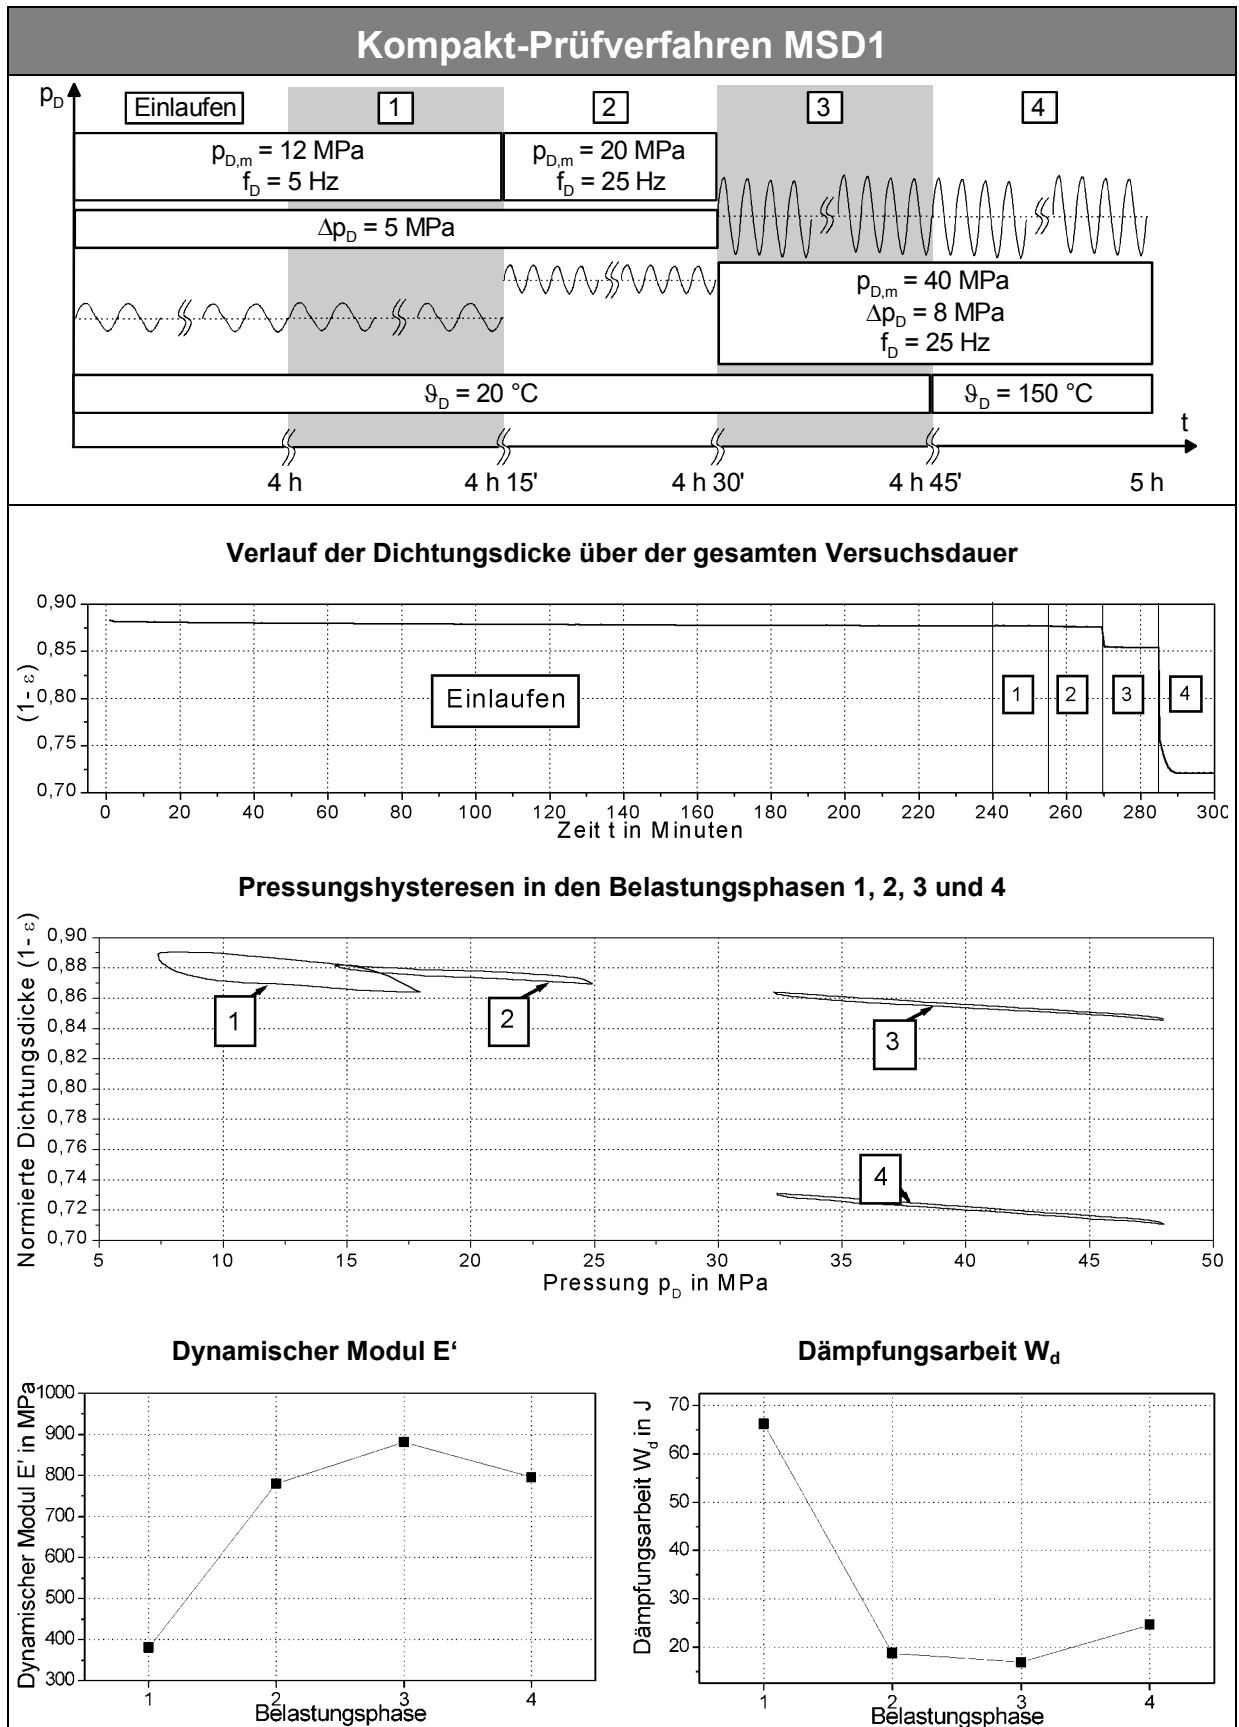 Kompakt-Prüfverfahren MSD1
p_D
Einlaufen
1
2
3
4
p_D,m = 12 MPa
f_D = 5 Hz
p_D,m = 20 MPa
f_D = 25 Hz
Δp_D = 5 MPa
p_D,m = 40 MPa
Δp_D = 8 MPa
f_D = 25 Hz
ϑ_D = 20 °C
ϑ_D = 150 °C
t
4 h
4 h 15'
4 h 30'
4 h 45'
5 h
Verlauf der Dichtungsdicke über der gesamten Versuchsdauer
(1- ε)
0,90
0,85
0,80
0,75
0,70
Einlaufen
1
2
3
4
0 20 40 60 80 100 120 140 160 180 200 220 240 260 280 300
Zeit t in Minuten
Pressungshysteresen in den Belastungsphasen 1, 2, 3 und 4
Normierte Dichtungsdicke (1- ε)
0,90
0,88
0,86
0,84
0,82
0,80
0,78
0,76
0,74
0,72
0,70
1
2
3
4
5 10 15 20 25 30 35 40 45 50
Pressung p_D in MPa
Dynamischer Modul E‘
Dynamischer Modul E' in MPa
1000
900
800
700
600
500
400
300
1 2 3 4
Belastungsphase
Dämpfungsarbeit W_d
Dämpfungsarbeit W_d in J
70
60
50
40
30
20
1 2 3 4
Belastungsphase